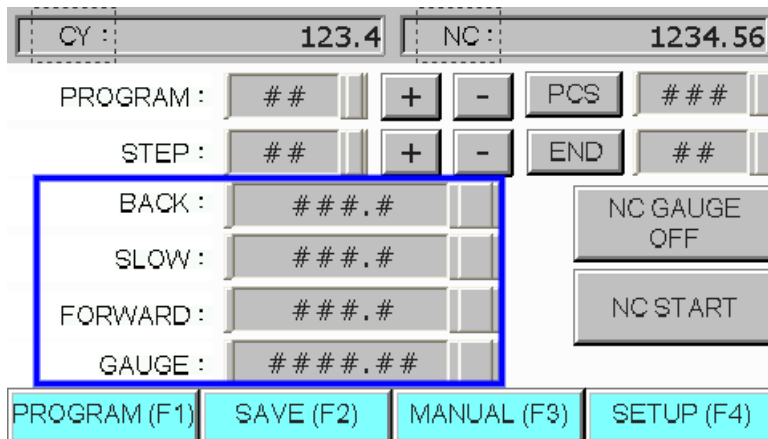 CY : 123.4 NC : 1234.56
PROGRAM : ## + - PCS ###
STEP : ## + - END ##
BACK : ###.# NC GAUGE
OFF
SLOW : ###.#
FORWARD : ###.# NC START
GAUGE : ####.##
PROGRAM (F1) SAVE (F2) MANUAL (F3) SETUP (F4)